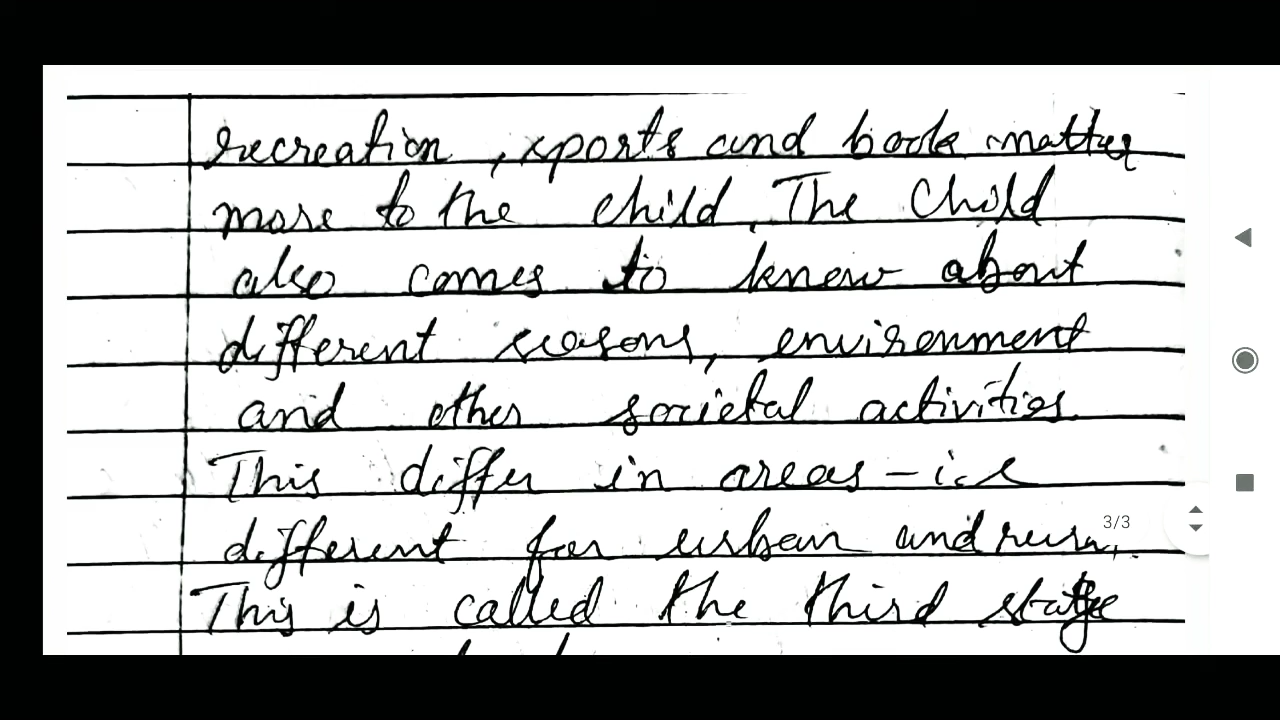 recreation, sports and book matter
more to the child. The Child
also comes to know about
different seasons, environment
and other societal activities.
This differ in areas - i.e
different for urban and rural.
3/3
This is called the third stage